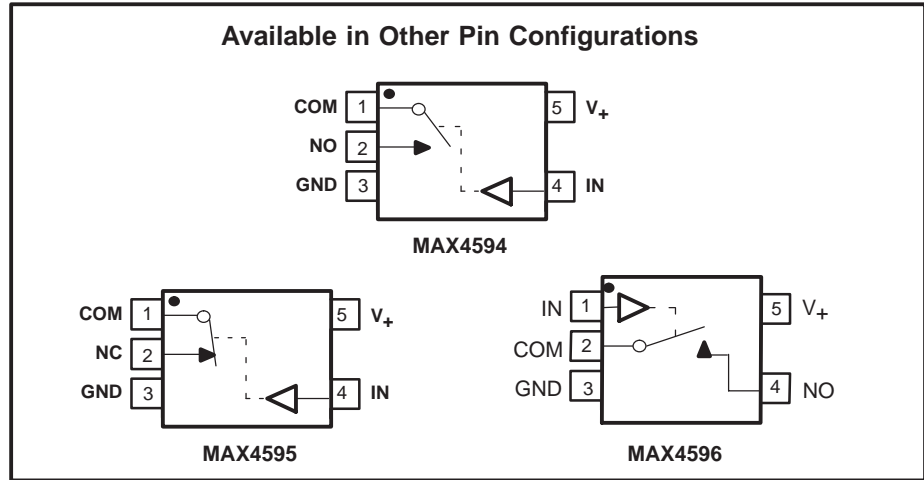 Available in Other Pin Configurations
COM 1 5 V+
NO 2
GND 3 4 IN
MAX4594
COM 1 5 V+
NC 2
GND 3 4 IN
MAX4595
IN 1 5 V+
COM 2
GND 3 4 NO
MAX4596